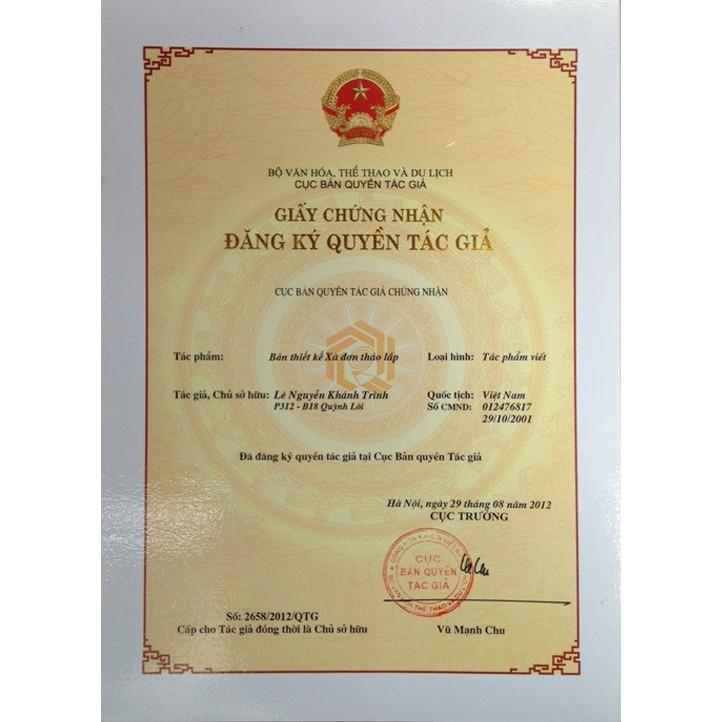 BỘ VĂN HÓA, THỂ THAO VÀ DU LỊCH
CỤC BẢN QUYỀN TÁC GIẢ
GIẤY CHỨNG NHẬN
ĐĂNG KÝ QUYỀN TÁC GIẢ
CỤC BẢN QUYỀN TÁC GIẢ CHỨNG NHẬN
Tác phẩm: Bản thiết kế Xà đơn tháo lắp Loại hình: Tác phẩm viết
Tác giả, Chủ sở hữu: Lê Nguyễn Khánh Trình Quốc tịch: Việt Nam
P312 - B18 Quỳnh Lôi Số CMND: 012476817
29/10/2001
Đã đăng ký quyền tác giả tại Cục Bản quyền Tác giả
Hà Nội, ngày 29 tháng 08 năm 2012
CỤC TRƯỞNG
CỤC
BẢN QUYỀN
TÁC GIẢ
Số: 2658/2012/QTG
Cấp cho Tác giả đồng thời là Chủ sở hữu Vũ Mạnh Chu